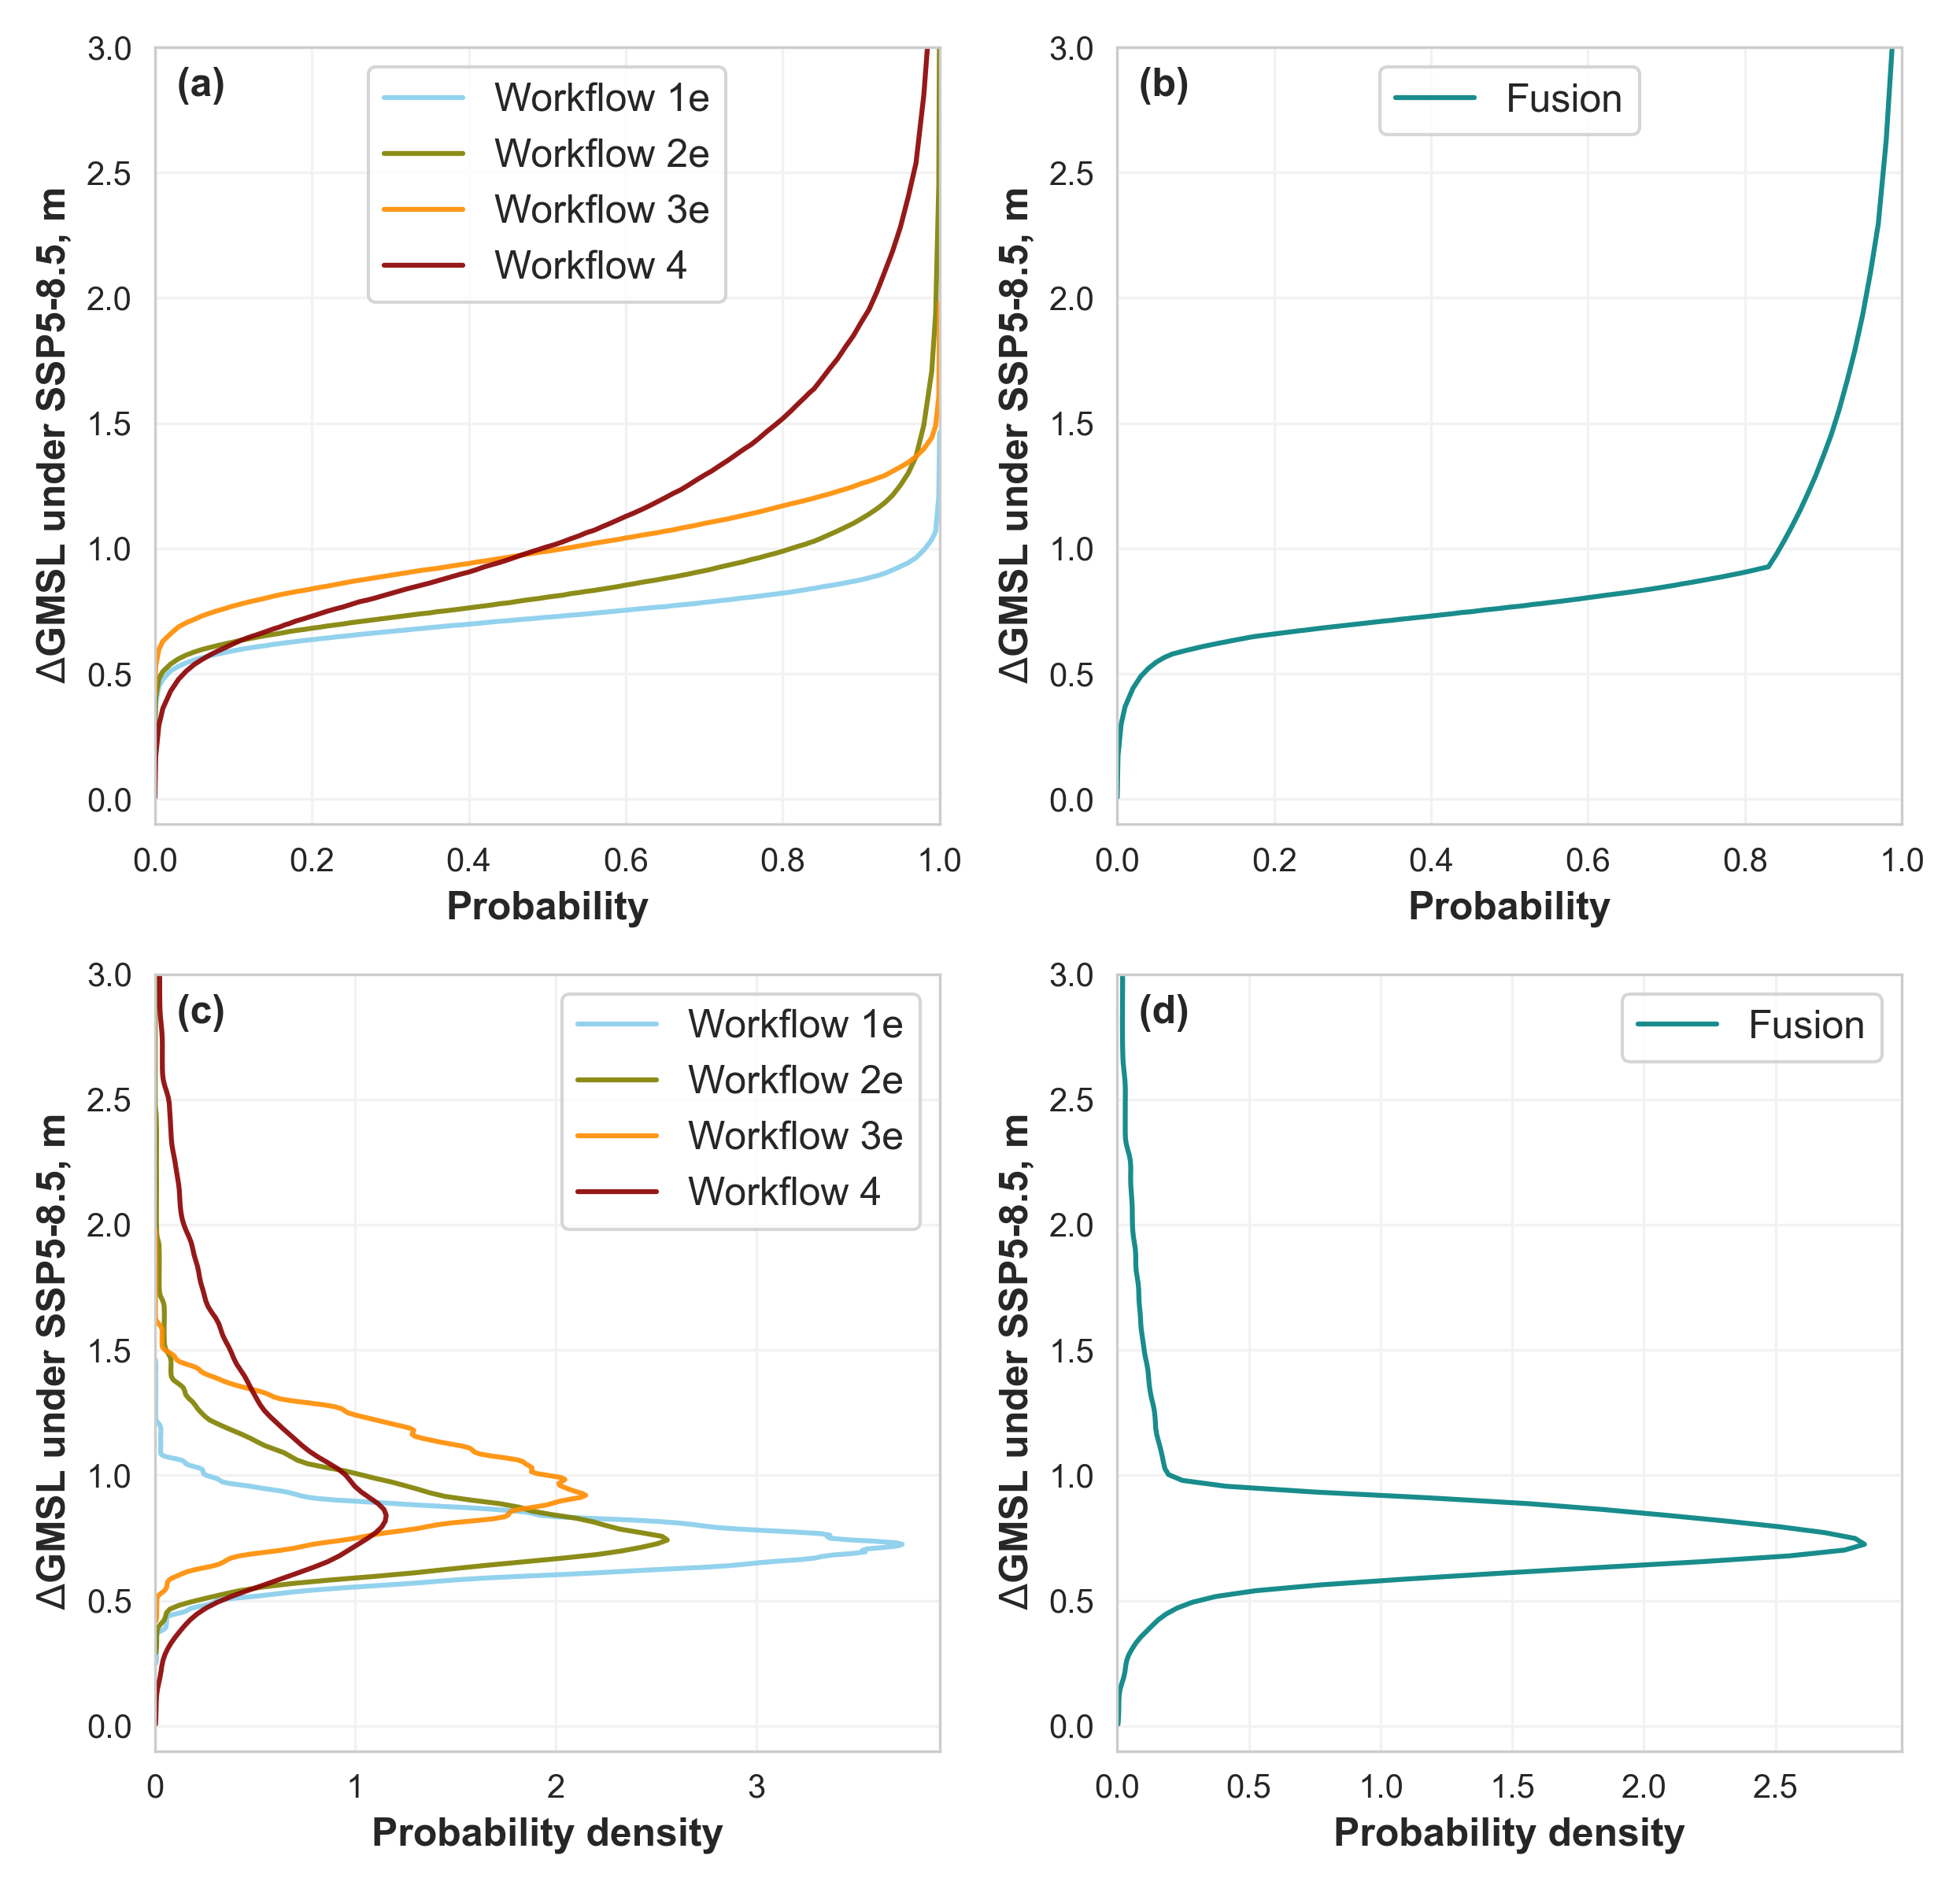 (a)
Workflow 1e
Workflow 2e
Workflow 3e
Workflow 4
3.0
2.5
2.0
1.5
1.0
0.5
0.0
ΔGMSL under SSP5-8.5, m
0.0 0.2 0.4 0.6 0.8 1.0
Probability
(b)
Fusion
3.0
2.5
2.0
1.5
1.0
0.5
0.0
ΔGMSL under SSP5-8.5, m
0.0 0.2 0.4 0.6 0.8 1.0
Probability
(c)
Workflow 1e
Workflow 2e
Workflow 3e
Workflow 4
3.0
2.5
2.0
1.5
1.0
0.5
0.0
ΔGMSL under SSP5-8.5, m
0 1 2 3
Probability density
(d)
Fusion
3.0
2.5
2.0
1.5
1.0
0.5
0.0
ΔGMSL under SSP5-8.5, m
0.0 0.5 1.0 1.5 2.0 2.5
Probability density